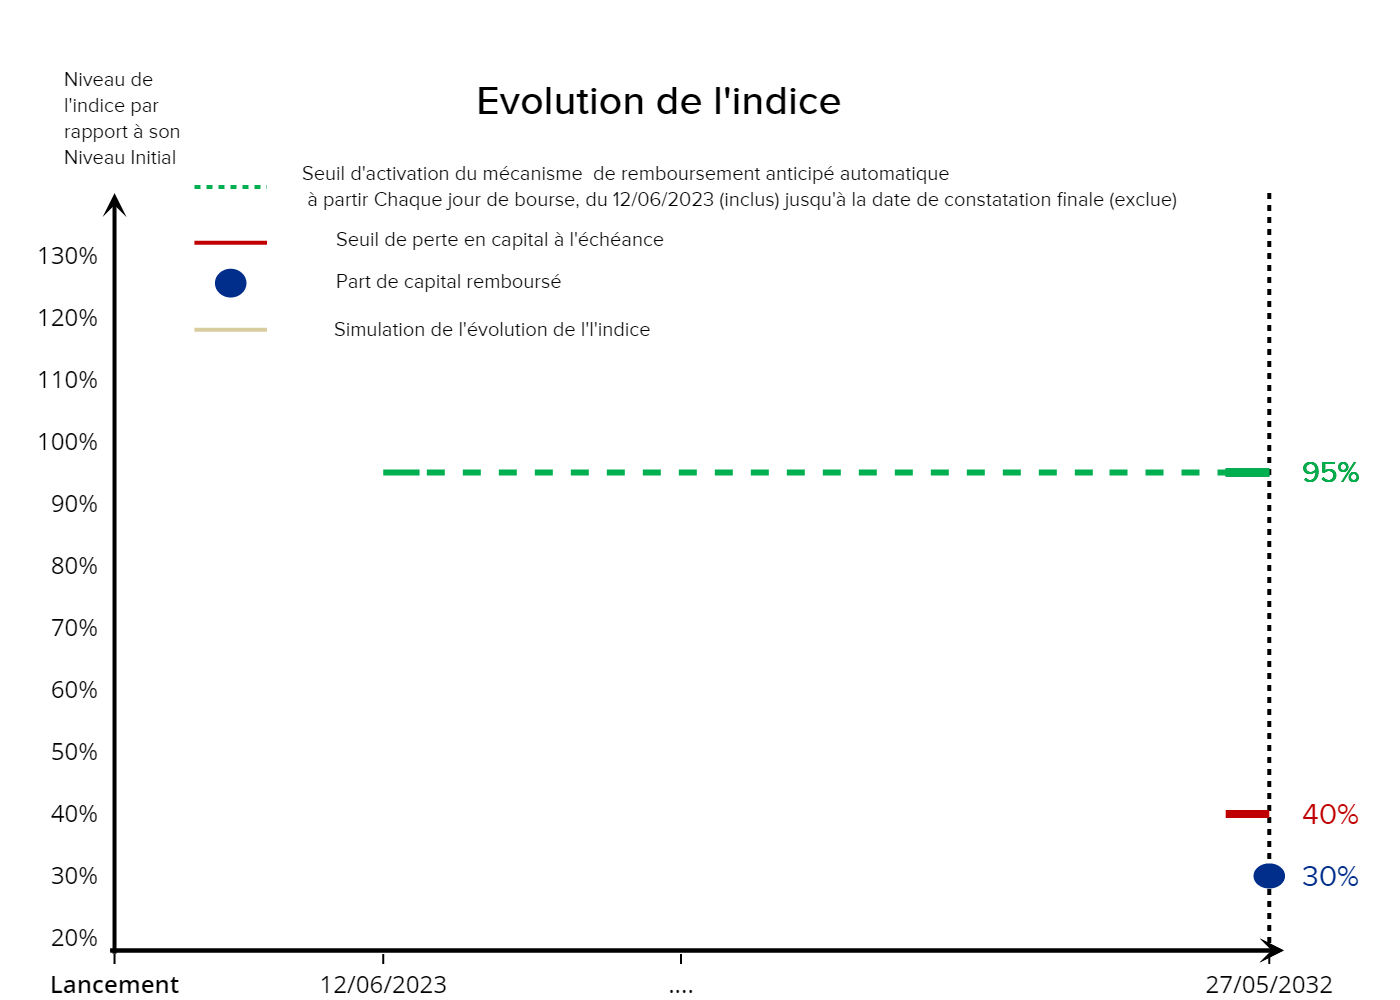 Niveau de
l'indice par
rapport à son
Niveau Initial
Evolution de l'indice
Seuil d'activation du mécanisme  de remboursement anticipé automatique
à partir Chaque jour de bourse, du 12/06/2023 (inclus) jusqu'à la date de constatation finale (exclue)
Seuil de perte en capital à l'échéance
Part de capital remboursé
Simulation de l'évolution de l'l'indice
130%
120%
110%
100%
90%
80%
70%
60%
50%
40%
30%
20%
95%
40%
30%
Lancement
12/06/2023
....
27/05/2032